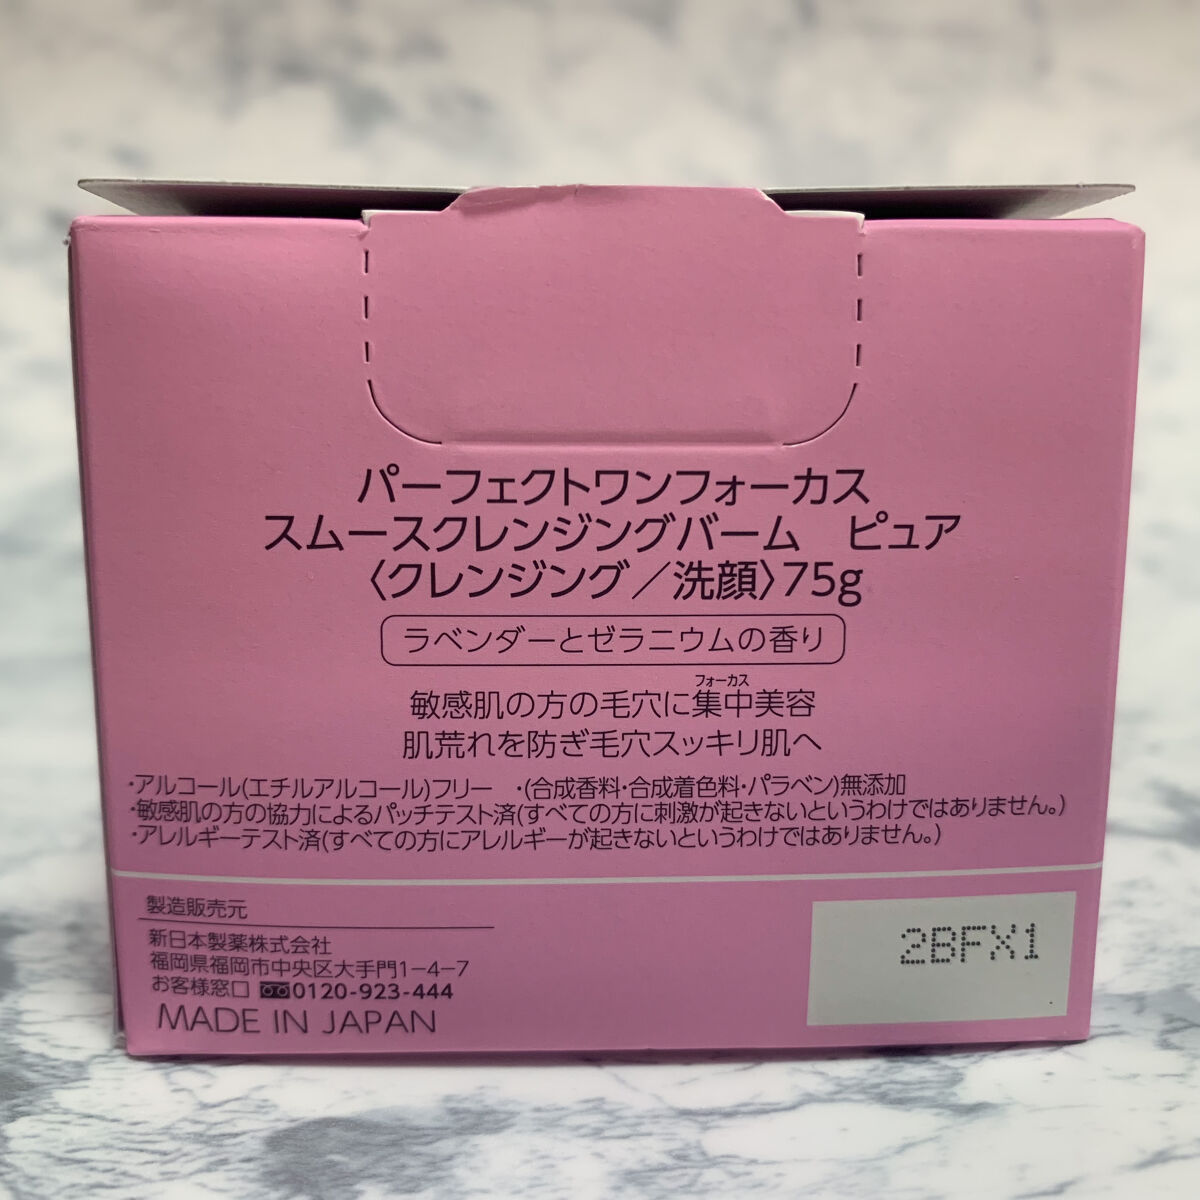 パーフェクトワンフォーカス
スムースクレンジングバーム ピュア
〈クレンジング/洗顔〉75g
ラベンダーとゼラニウムの香り
フォーカス
敏感肌の方の毛穴に集中美容
肌荒れを防ぎ毛穴スッキリ肌へ
・アルコール(エチルアルコール)フリー ・(合成香料・合成着色料・パラベン)無添加
・敏感肌の方の協力によるパッチテスト済(すべての方に刺激が起きないというわけではありません。)
・アレルギーテスト済(すべての方にアレルギーが起きないというわけではありません。)
製造販売元
新日本製薬株式会社
福岡県福岡市中央区大手門1-4-7
お客様窓口 0120-923-444
MADE IN JAPAN
2BFX1